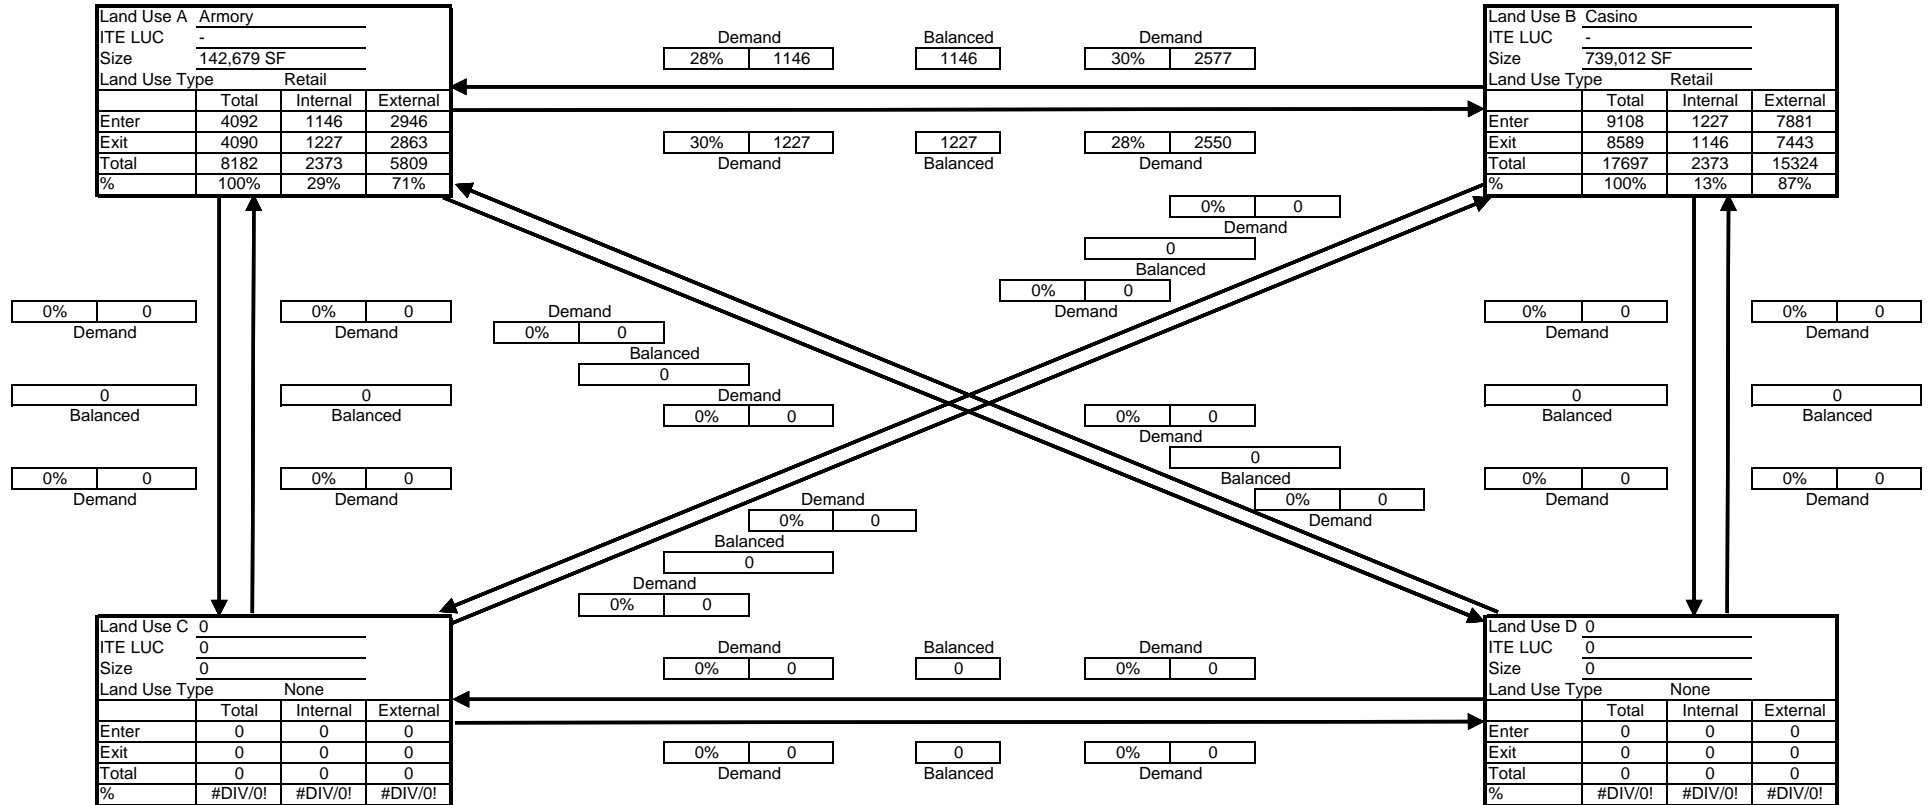 Land Use A Armory
ITE LUC -
Size 142,679 SF
Land Use Type Retail
Total Internal External
Enter 4092 1146 2946
Exit 4090 1227 2863
Total 8182 2373 5809
% 100% 29% 71%
Demand Balanced Demand
28% 1146 1146 30% 2577
30% 1227 1227 28% 2550
Demand Balanced Demand
Land Use B Casino
ITE LUC -
Size 739,012 SF
Land Use Type Retail
Total Internal External
Enter 9108 1227 7881
Exit 8589 1146 7443
Total 17697 2373 15324
% 100% 13% 87%
0% 0
Demand
0
Balanced
0% 0
Demand
0% 0
Demand
0
Balanced
0% 0
Demand
0% 0
Demand
0
Balanced
0% 0
Demand
Demand
0% 0
Balanced
0
Demand
0% 0
0% 0
Demand
0
Balanced
0% 0
Demand
0% 0
Demand
0
Balanced
0% 0
Demand
0% 0
Demand
0
Balanced
0% 0
Demand
Demand
0% 0
Balanced
0
Demand
0% 0
Land Use C 0
ITE LUC 0
Size 0
Land Use Type None
Total Internal External
Enter 0 0 0
Exit 0 0 0
Total 0 0 0
% #DIV/0! #DIV/0! #DIV/0!
Demand Balanced Demand
0% 0 0 0% 0
0% 0 0 0% 0
Demand Balanced Demand
Land Use D 0
ITE LUC 0
Size 0
Land Use Type None
Total Internal External
Enter 0 0 0
Exit 0 0 0
Total 0 0 0
% #DIV/0! #DIV/0! #DIV/0!